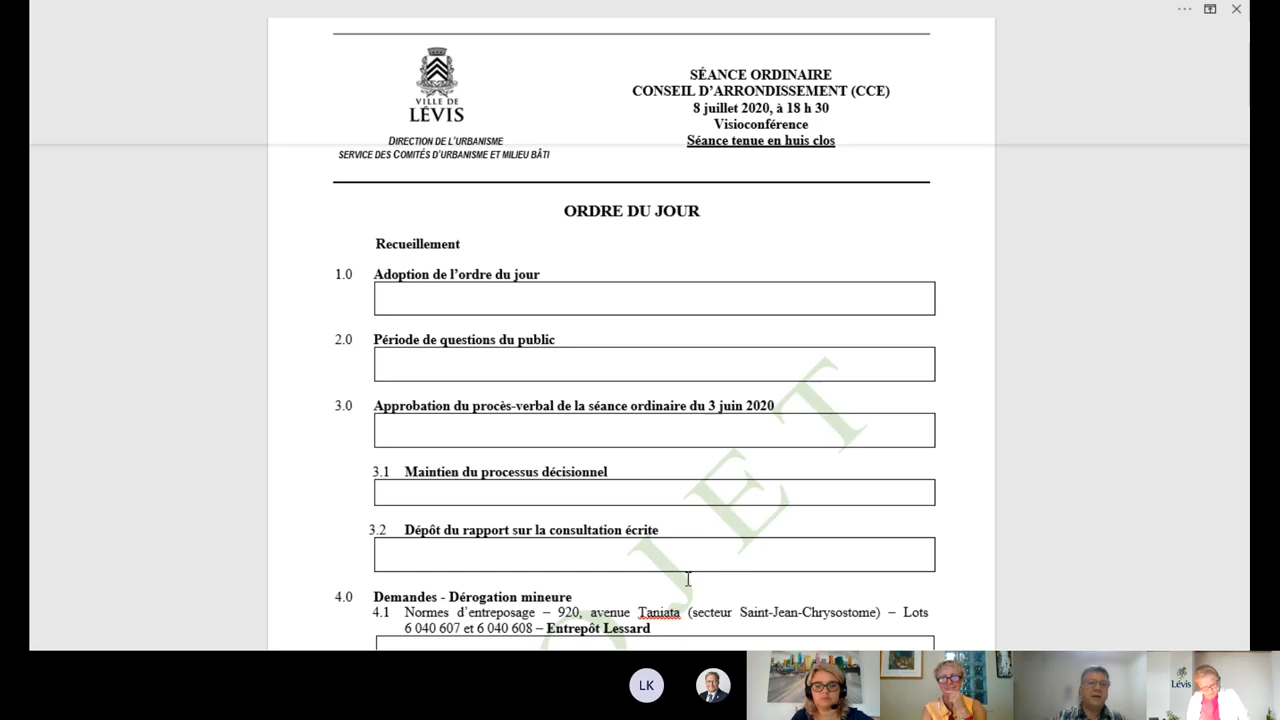 VILLE DE
LÉVIS
DIRECTION DE L'URBANISME
SERVICE DES COMITÉS D'URBANISME ET MILIEU BÂTI
SÉANCE ORDINAIRE
CONSEIL D'ARRONDISSEMENT (CCE)
8 juillet 2020, à 18 h 30
Visioconférence
Séance tenue en huis clos
ORDRE DU JOUR
Recueillement
1.0 Adoption de l'ordre du jour
2.0 Période de questions du public
3.0 Approbation du procès-verbal de la séance ordinaire du 3 juin 2020
3.1 Maintien du processus décisionnel
3.2 Dépôt du rapport sur la consultation écrite
4.0 Demandes - Dérogation mineure
4.1 Normes d'entreposage – 920, avenue Taniata (secteur Saint-Jean-Chrysostome) – Lots
6 040 607 et 6 040 608 – Entrepôt Lessard
OJET
LK
Lévis